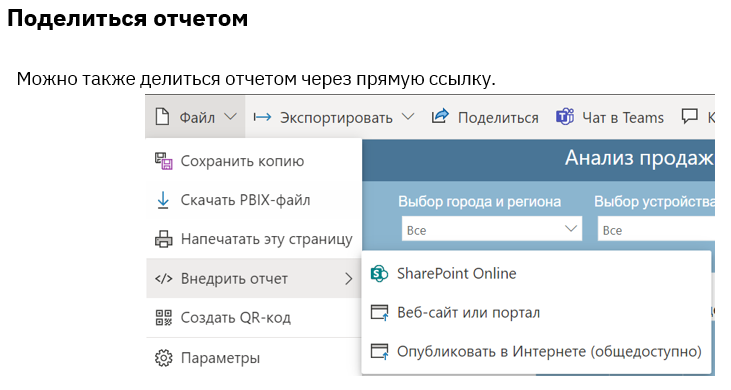 Поделиться отчетом
Можно также делиться отчетом через прямую ссылку.
Файл Экспортировать Поделиться Чат в Teams К
Сохранить копию
Анализ продаж
Скачать PBIX-файл
Выбор города и региона Выбор устройства
Все Все
Напечатать эту страницу
Внедрить отчет
SharePoint Online
Создать QR-код
Веб-сайт или портал
Параметры
Опубликовать в Интернете (общедоступно)